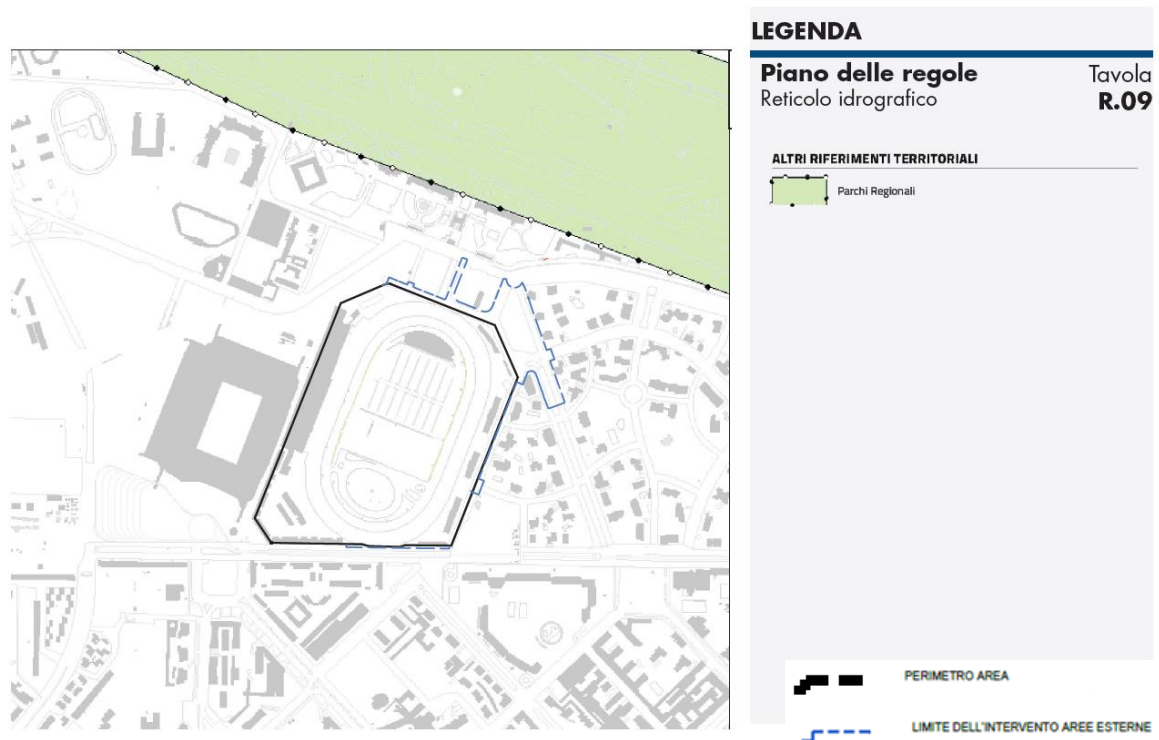 LEGENDA
Piano delle regole Tavola
Reticolo idrografico R.09
ALTRI RIFERIMENTI TERRITORIALI
Parchi Regionali
PERIMETRO AREA
LIMITE DELL'INTERVENTO AREE ESTERNE